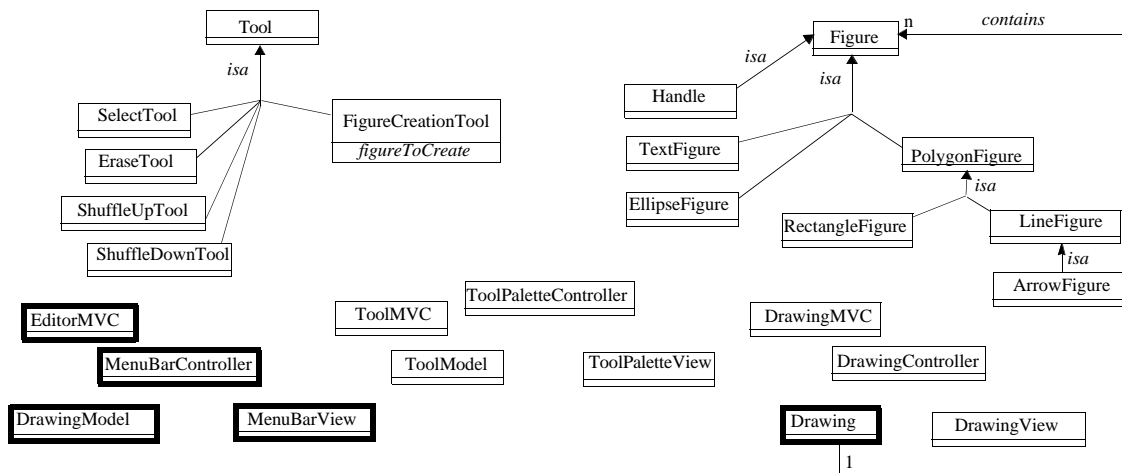 Tool
isa
SelectTool
FigureCreationTool
figureToCreate
EraseTool
ShuffleUpTool
ShuffleDownTool
n
contains
Figure
isa
isa
Handle
TextFigure
PolygonFigure
isa
EllipseFigure
RectangleFigure
LineFigure
isa
ArrowFigure
EditorMVC
ToolMVC
ToolPaletteController
DrawingMVC
MenuBarController
ToolModel
ToolPaletteView
DrawingController
DrawingModel
MenuBarView
Drawing
DrawingView
1